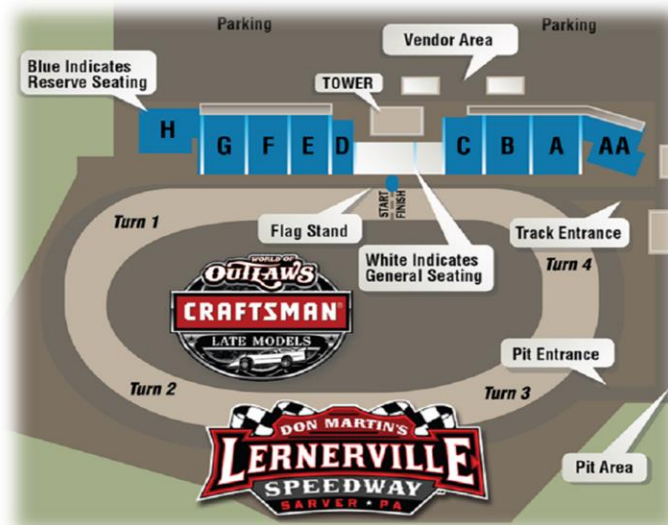 Parking
Parking
Vendor Area
Blue Indicates
Reserve Seating
TOWER
H
G
F
E
D
C
B
A
AA
START
FINISH
Turn 1
Flag Stand
White Indicates
General Seating
Track Entrance
Turn 4
WORLD OF
OUTLAWS
CRAFTSMAN
LATE MODELS
Pit Entrance
Turn 2
Turn 3
DON MARTIN'S
LERNERVILLE
SPEEDWAY
SARVER • PA
Pit Area